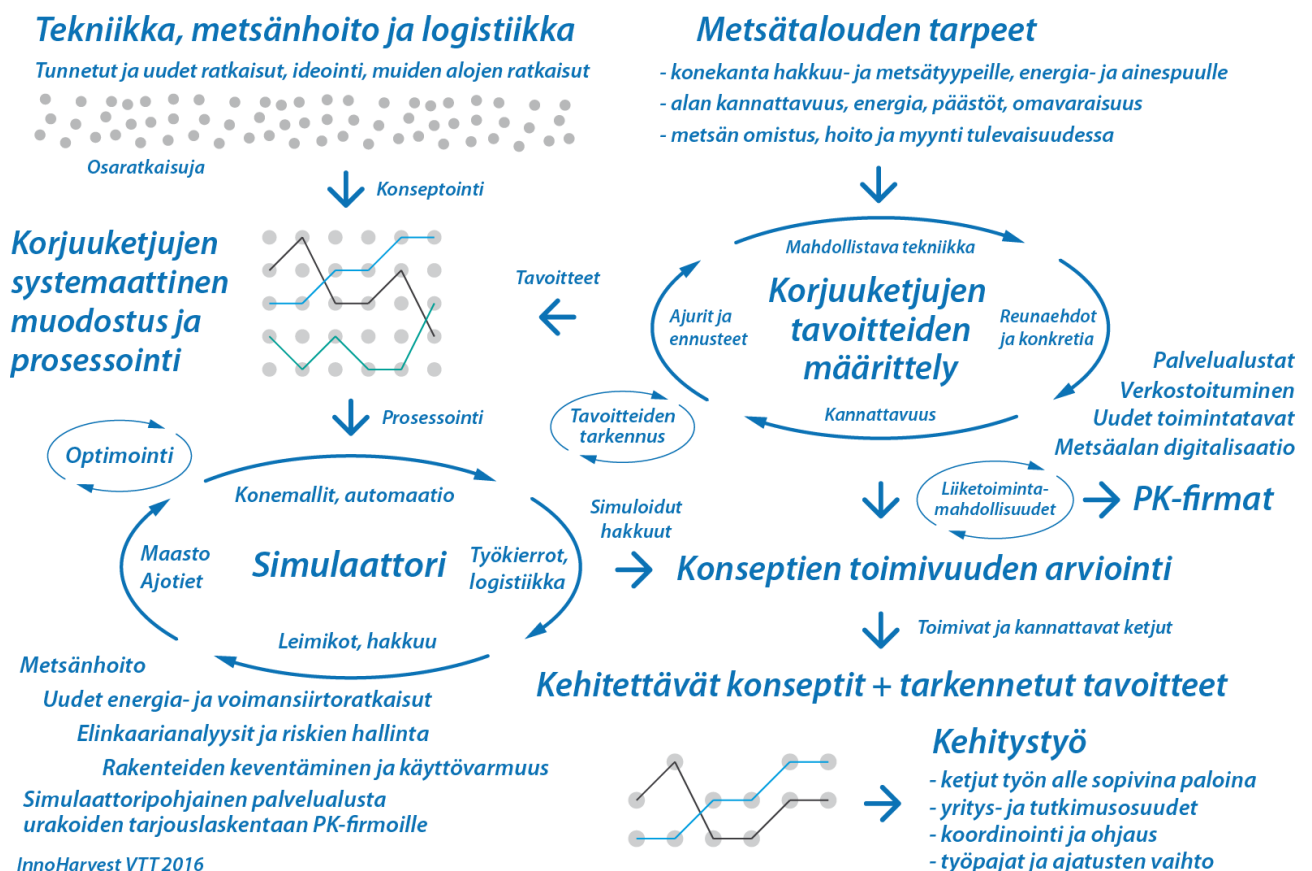 Tekniikka, metsänhoito ja logistiikka
Tunnetut ja uudet ratkaisut, ideointi, muiden alojen ratkaisut
Osaratkaisuja
Konseptointi
Metsätalouden tarpeet
- konekanta hakkuu- ja metsätyypeille, energia- ja ainespuulle
- alan kannattavuus, energia, päästöt, omavaraisuus
- metsän omistus, hoito ja myynti tulevaisuudessa
Korjuuketjujen
systemaattinen
muodostus ja
prosessointi
Tavoitteet
Mahdollistava tekniikka
Korjuuketjujen
tavoitteiden
määrittely
Ajurit ja
ennusteet
Reunaehdot
ja konkretia
Kannattavuus
Palvelualustat
Verkostoituminen
Uudet toimintatavat
Metsäalan digitalisaatio
Prosessointi
Tavoitteiden
tarkennus
Optimointi
Konemallit, automaatio
Maasto
Ajotiet
Simulaattori
Työkierrot,
logistiikka
Leimikot, hakkuu
Simuloidut
hakkuut
Liiketoiminta-
mahdollisuudet
PK-firmat
Konseptien toimivuuden arviointi
Toimivat ja kannattavat ketjut
Kehitettävät konseptit + tarkennetut tavoitteet
Metsänhoito
Uudet energia- ja voimansiirtoratkaisut
Elinkaarianalyysit ja riskien hallinta
Rakenteiden keventäminen ja käyttövarmuus
Simulaattoripohjainen palvelualusta
urakoiden tarjouslaskentaan PK-firmoille
InnoHarvest VTT 2016
Kehitystyö
- ketjut työn alle sopivina paloina
- yritys- ja tutkimusosuudet
- koordinointi ja ohjaus
- työpajat ja ajatusten vaihto